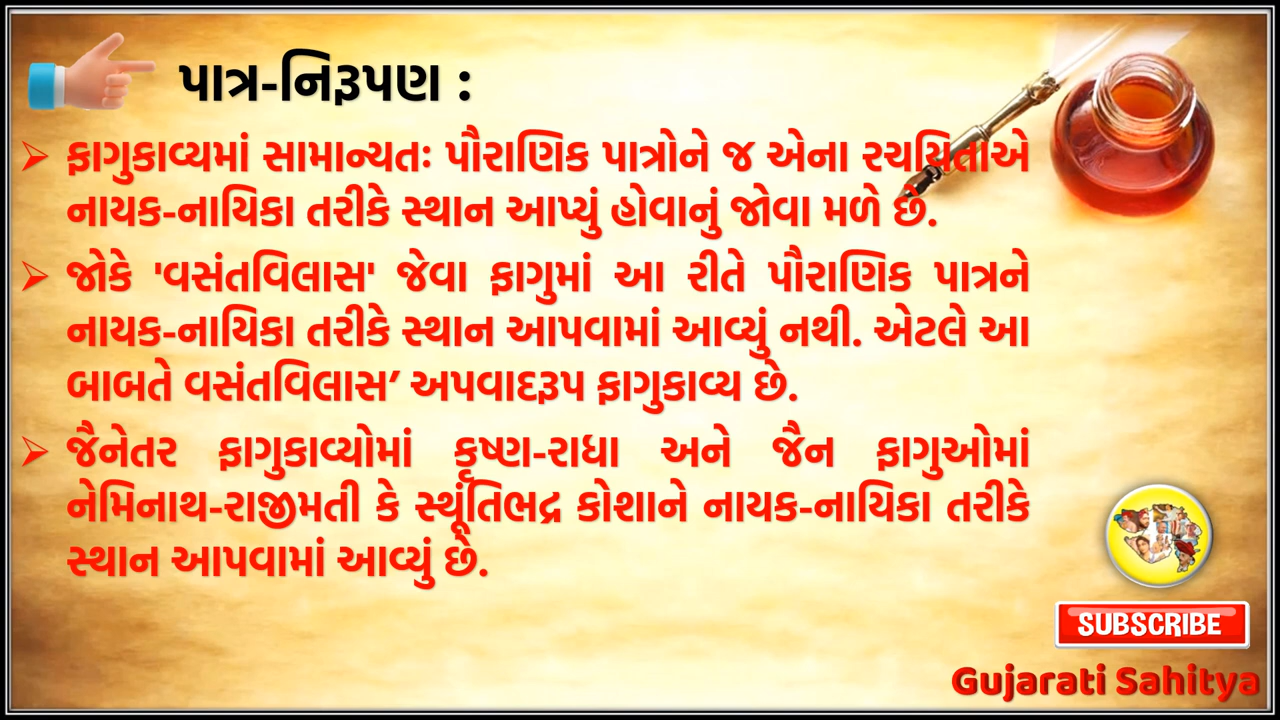 પાત્ર-નિરૂપણ :
ફાગુકાવ્યમાં સામાન્યતઃ પૌરાણિક પાત્રોને જ એના રચયિતાએ
નાયક-નાયિકા તરીકે સ્થાન આપ્યું હોવાનું જોવા મળે છે.
જોકે 'વસંતવિલાસ' જેવા ફાગુમાં આ રીતે પૌરાણિક પાત્રને
નાયક-નાયિકા તરીકે સ્થાન આપવામાં આવ્યું નથી. એટલે આ
બાબતે વસંતવિલાસ’ અપવાદરૂપ ફાગુકાવ્ય છે.
જૈનેતર ફાગુકાવ્યોમાં કૃષ્ણ-રાધા અને જૈન ફાગુઓમાં
નેમિનાથ-રાજીમતી કે સ્થૂંતિભદ્ર કોશાને નાયક-નાયિકા તરીકે
સ્થાન આપવામાં આવ્યું છે.
SUBSCRIBE
Gujarati Sahitya